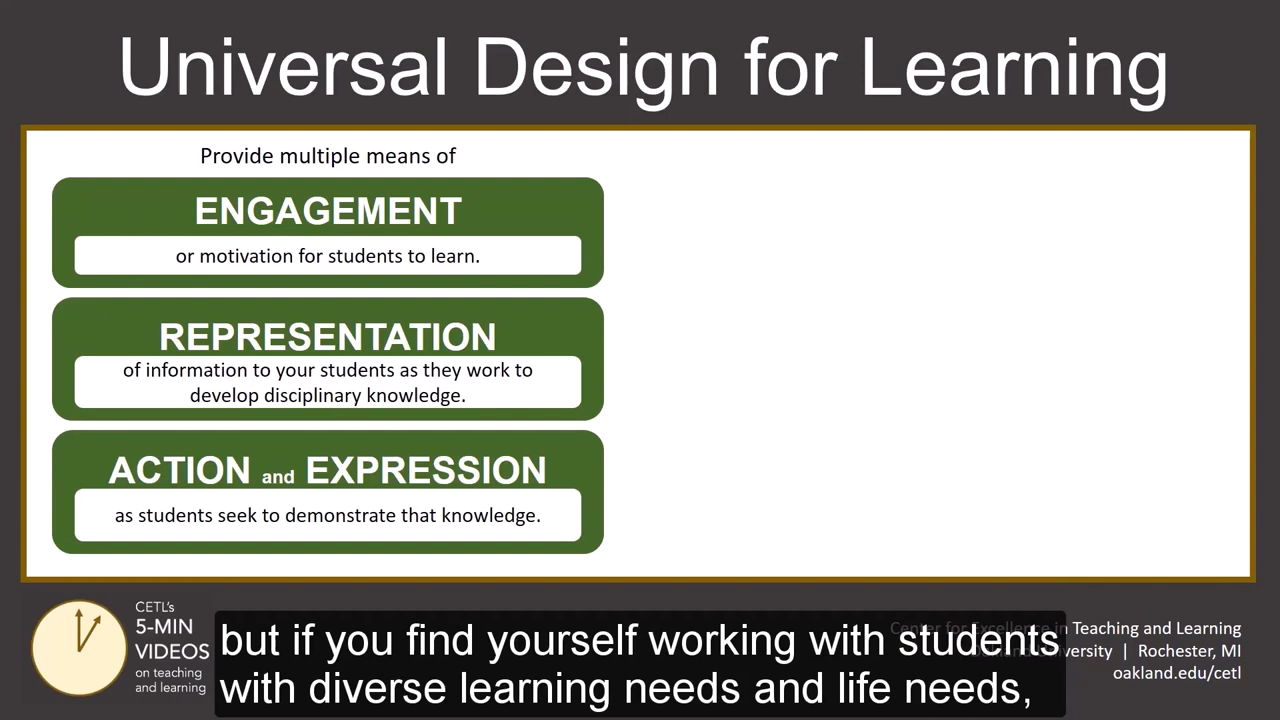 Universal Design for Learning
Provide multiple means of
ENGAGEMENT
or motivation for students to learn.
REPRESENTATION
of information to your students as they work to
develop disciplinary knowledge.
ACTION and EXPRESSION
as students seek to demonstrate that knowledge.
CETL's
5-MIN
VIDEOS
on teaching
and learning
but if you find yourself working with students
with diverse learning needs and life needs,
Center for Excellence in Teaching and Learning
University | Rochester, MI
oakland.edu/cetl